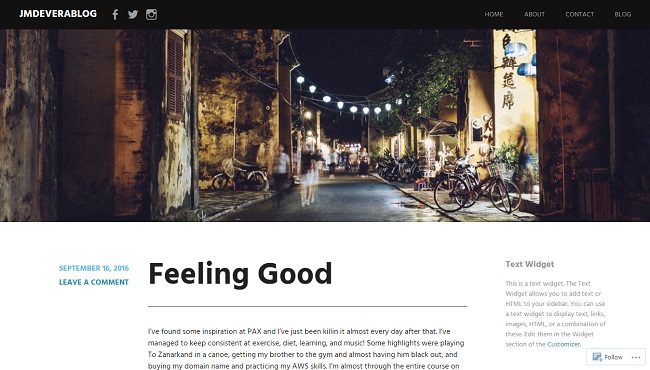 JMDEVERABLOG
HOME ABOUT CONTACT BLOG
辦
筵
席
SEPTEMBER 16, 2016
LEAVE A COMMENT
Feeling Good
I've found some inspiration at PAX and I've just been killin it almost every day after that. I've
managed to keep consistent at exercise, diet, learning, and music! Some highlights were playing
To Zanarkand in a canoe, getting my brother to the gym and almost having him black out, and
buying my domain name and practicing my AWS skills. I'm almost through the entire course on
Text Widget
This is a text widget. The Text
Widget allows you to add text or
HTML to your sidebar. You can use
a text widget to display text, links,
images, HTML, or a combination of
these. Edit them in the Widget
section of the Customizer.
Follow